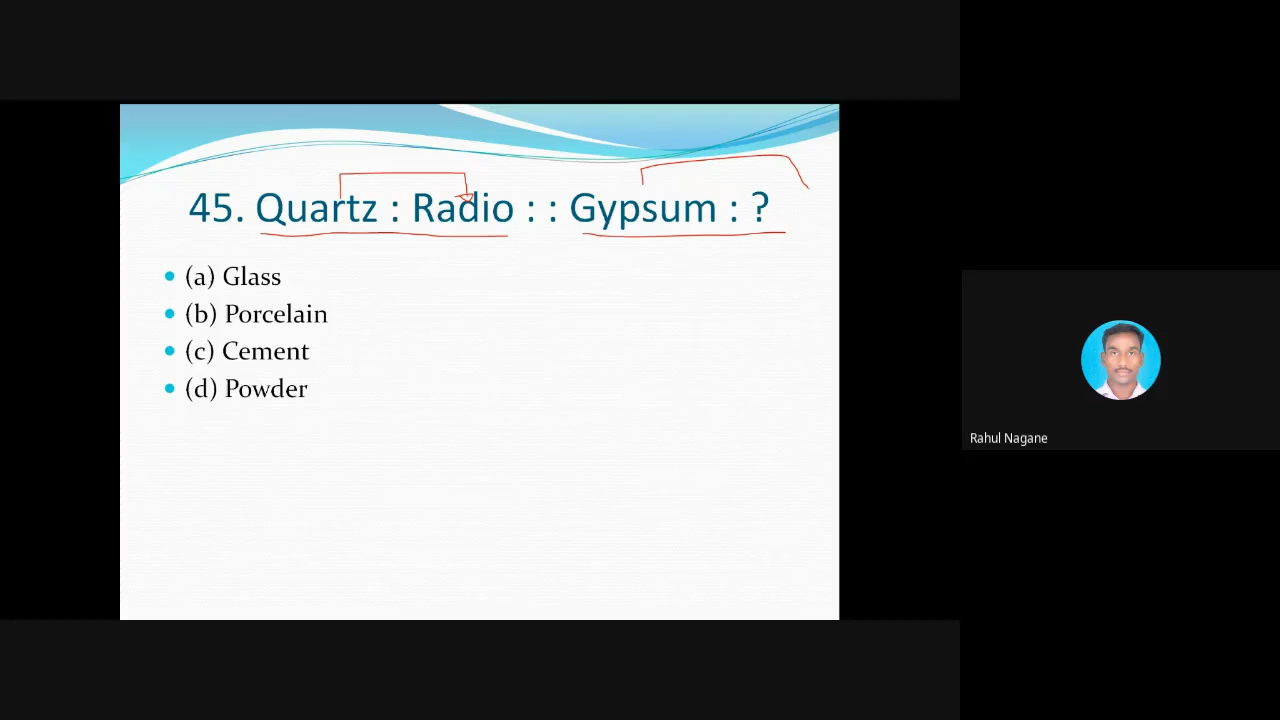 45. Quartz : Radio : : Gypsum : ?
(a) Glass
(b) Porcelain
(c) Cement
(d) Powder
Rahul Nagane